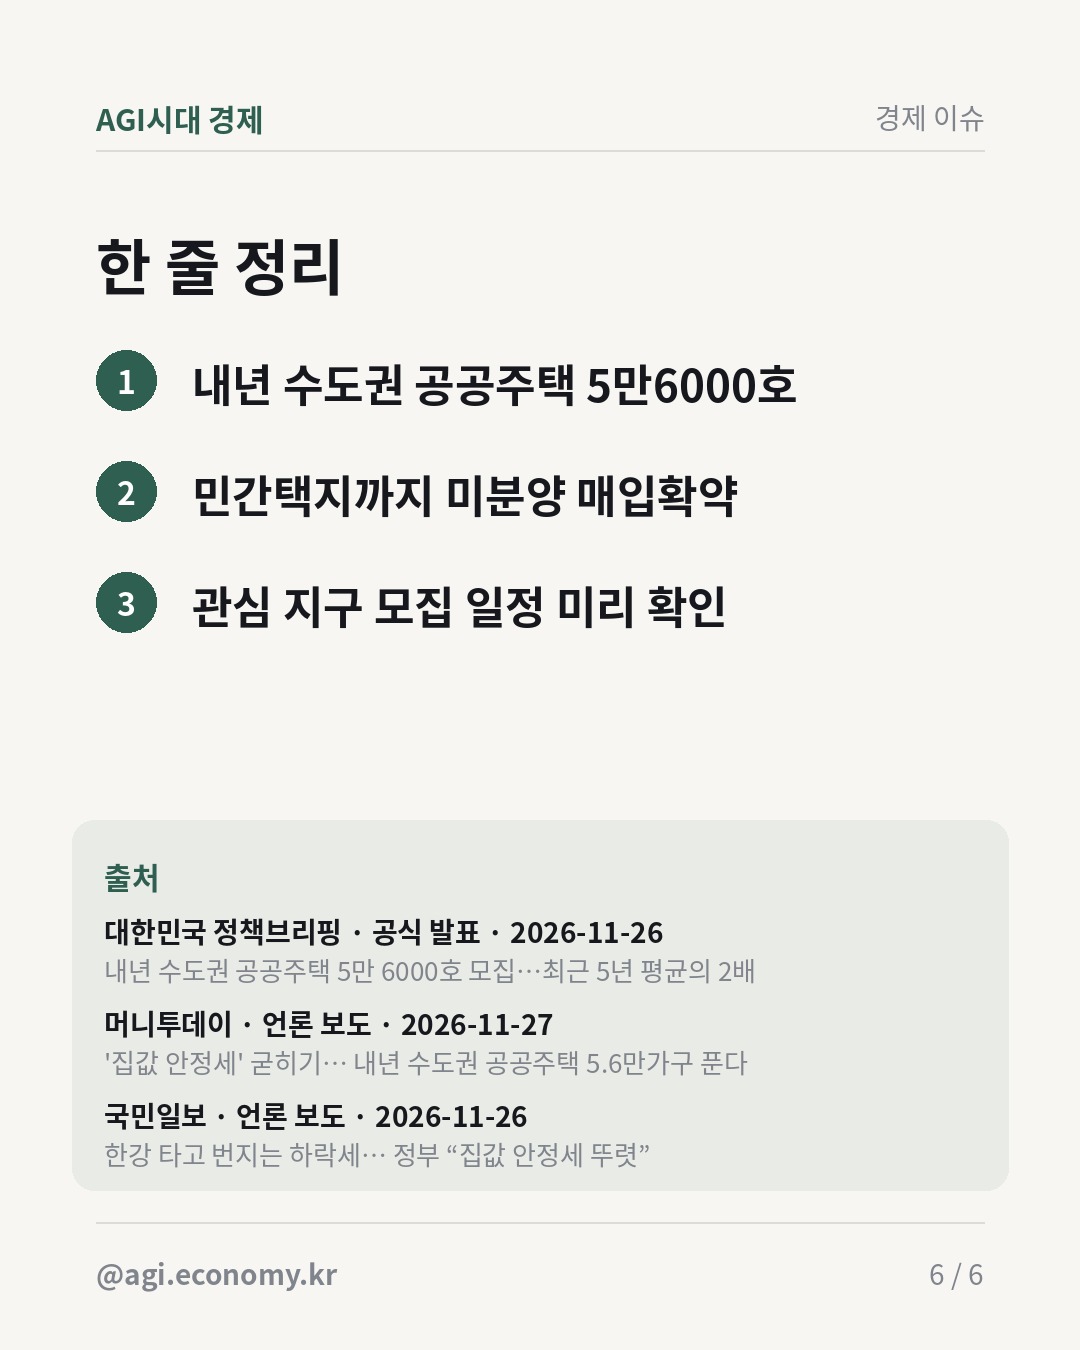 AGI시대 경제
경제 이슈
한 줄 정리
1 내년 수도권 공공주택 5만6000호
2 민간택지까지 미분양 매입확약
3 관심 지구 모집 일정 미리 확인
출처
대한민국 정책브리핑 · 공식 발표 · 2026-11-26
내년 수도권 공공주택 5만 6000호 모집…최근 5년 평균의 2배
머니투데이 · 언론 보도 · 2026-11-27
'집값 안정세' 굳히기… 내년 수도권 공공주택 5.6만가구 푼다
국민일보 · 언론 보도 · 2026-11-26
한강 타고 번지는 하락세… 정부 “집값 안정세 뚜렷”
@agi.economy.kr
6 / 6